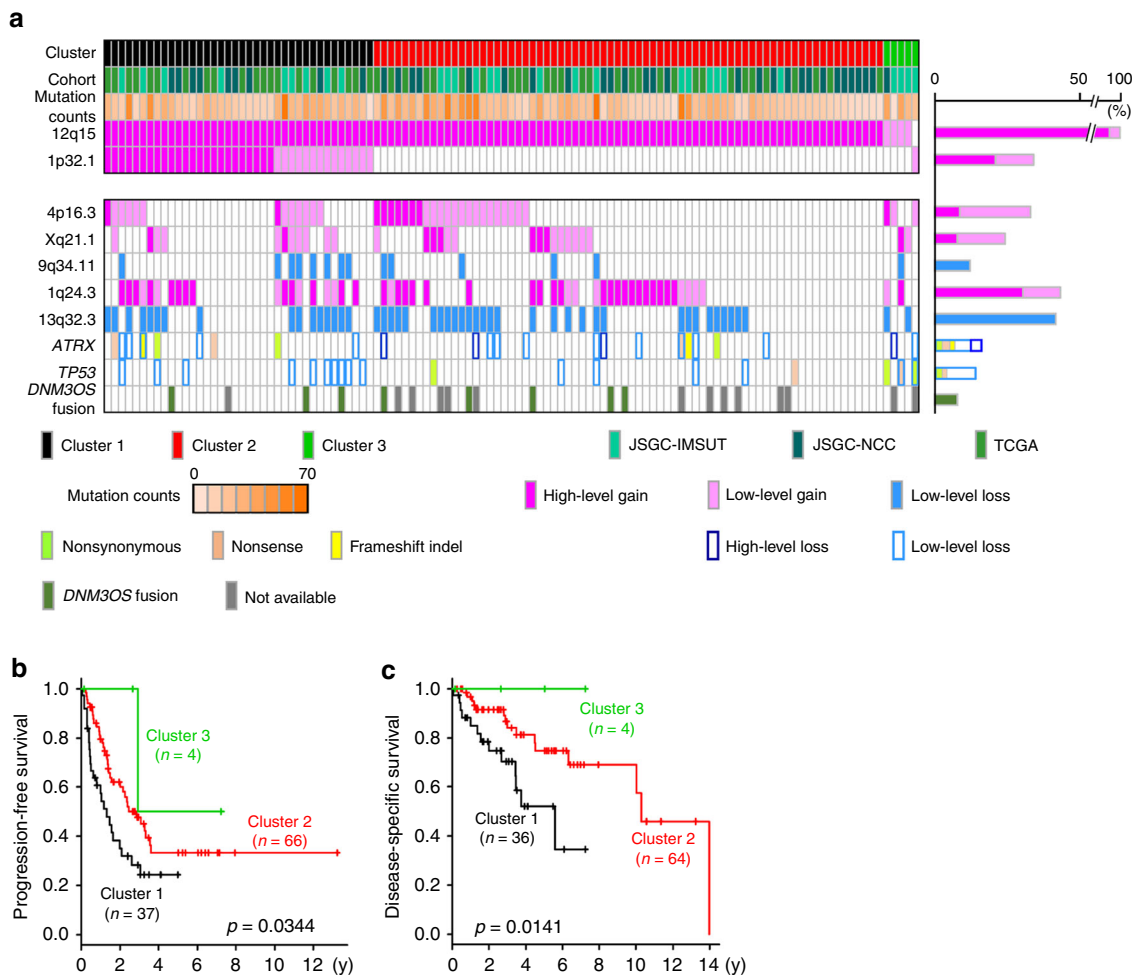 a
Cluster
Cohort
Mutation
counts
12q15
1p32.1
0 50 100
(%)
4p16.3
Xq21.1
9q34.11
1q24.3
13q32.3
ATRX
TP53
DNM3OS
fusion
Cluster 1 Cluster 2 Cluster 3 JSGC-IMSUT JSGC-NCC TCGA
0 70
Mutation counts High-level gain Low-level gain Low-level loss
Nonsynonymous Nonsense Frameshift indel High-level loss Low-level loss
DNM3OS fusion Not available
b
Progression-free survival
1.0
0.8
0.6
0.4
0.2
0.0
Cluster 3
(n = 4)
Cluster 2
(n = 66)
Cluster 1
(n = 37)
p = 0.0344
0 2 4 6 8 10 12 (y)
c
Disease-specific survival
1.0
0.8
0.6
0.4
0.2
0.0
Cluster 3
(n = 4)
Cluster 1
(n = 36)
Cluster 2
(n = 64)
p = 0.0141
0 2 4 6 8 10 12 14 (y)